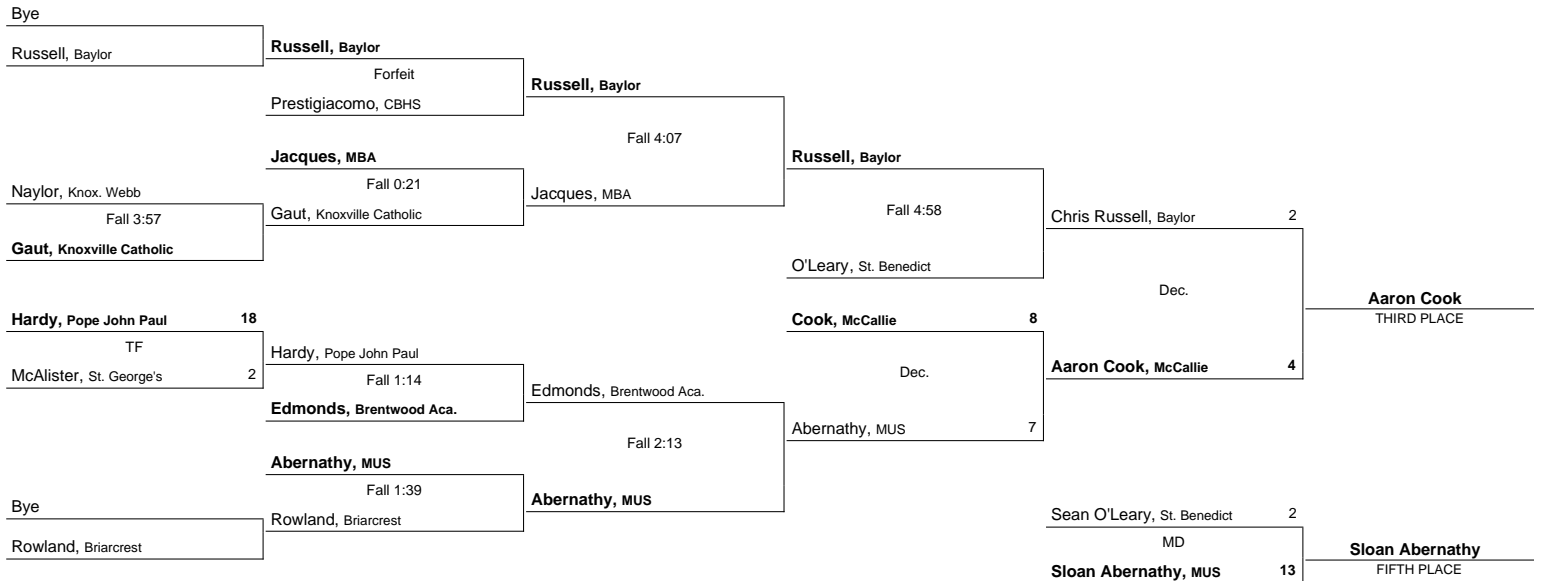 Bye
Russell, Baylor
Naylor, Knox. Webb
Fall 3:57
Gaut, Knoxville Catholic
Hardy, Pope John Paul 18
TF
McAlister, St. George's 2
Bye
Rowland, Briarcrest
Russell, Baylor
Forfeit
Prestigiacomo, CBHS
Jacques, MBA
Fall 0:21
Gaut, Knoxville Catholic
Hardy, Pope John Paul
Fall 1:14
Edmonds, Brentwood Aca.
Abernathy, MUS
Fall 1:39
Rowland, Briarcrest
Russell, Baylor
Fall 4:07
Jacques, MBA
Edmonds, Brentwood Aca.
Fall 2:13
Abernathy, MUS
Russell, Baylor
Fall 4:58
O'Leary, St. Benedict
Cook, McCallie 8
Dec.
Abernathy, MUS 7
Chris Russell, Baylor 2
Dec.
Aaron Cook, McCallie 4
Aaron Cook
THIRD PLACE
Sean O'Leary, St. Benedict 2
MD
Sloan Abernathy, MUS 13
Sloan Abernathy
FIFTH PLACE